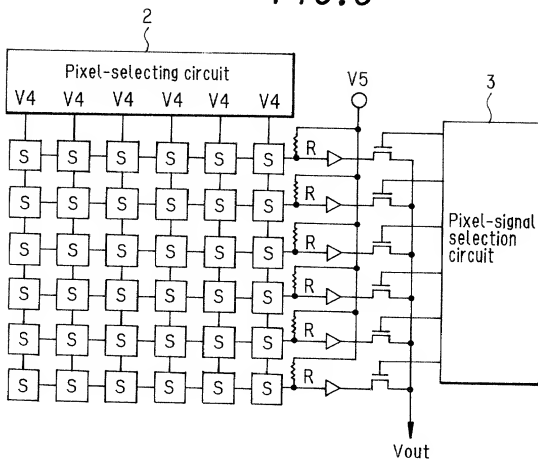 2
Pixel-selecting circuit
V4 V4 V4 V4 V4 V4
V5
3
S S S S S S R
S S S S S S R
S S S S S S R
S S S S S S R
S S S S S S R
S S S S S S R
Pixel-signal
selection
circuit
Vout